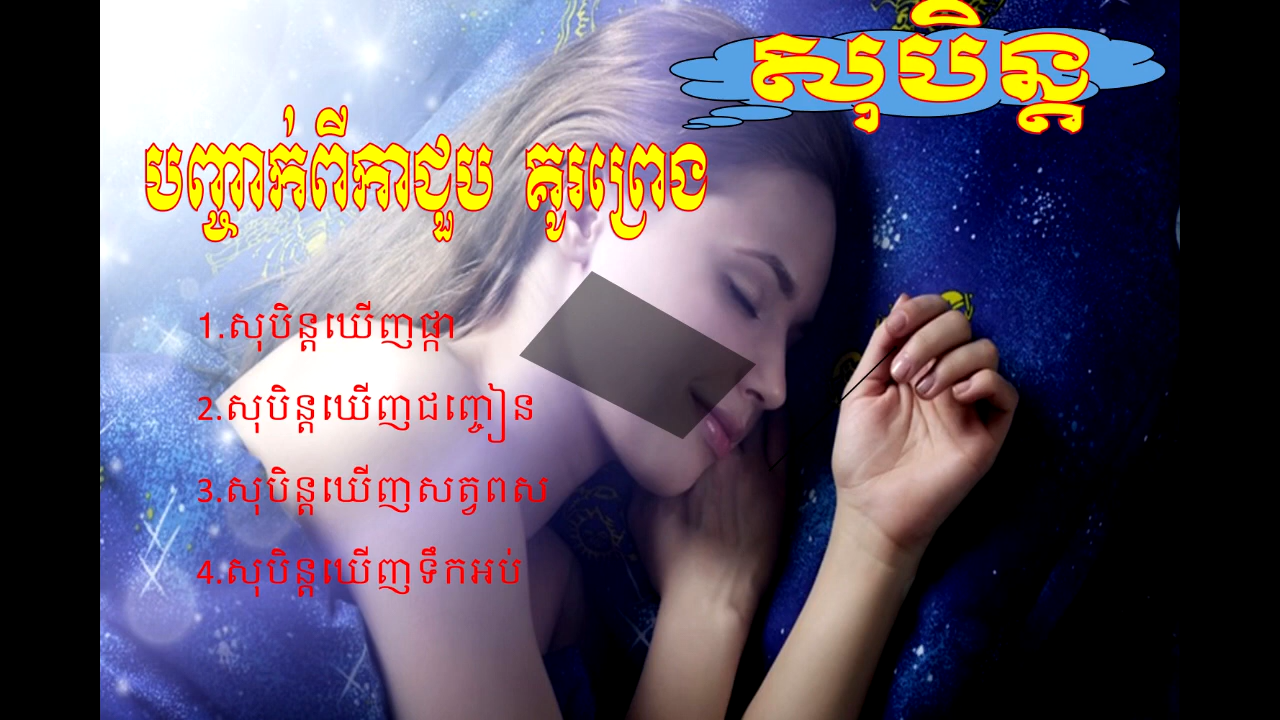 សុបិន្ត
បញ្ជាក់ពីកាជួប គូរព្រេង
1.សុបិន្តឃើញផ្កា
2.សុបិន្តឃើញជញ្ចៀន
3.សុបិន្តឃើញសត្វពស
4.សុបិន្តឃើញទឹកអប់